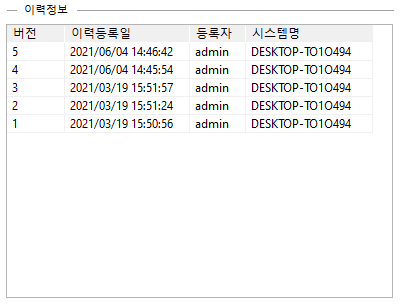 이력정보
버전 이력등록일 등록자 시스템명
5 2021/06/04 14:46:42 admin DESKTOP-TO1O494
4 2021/06/04 14:45:54 admin DESKTOP-TO1O494
3 2021/03/19 15:51:57 admin DESKTOP-TO1O494
2 2021/03/19 15:51:24 admin DESKTOP-TO1O494
1 2021/03/19 15:50:56 admin DESKTOP-TO1O494